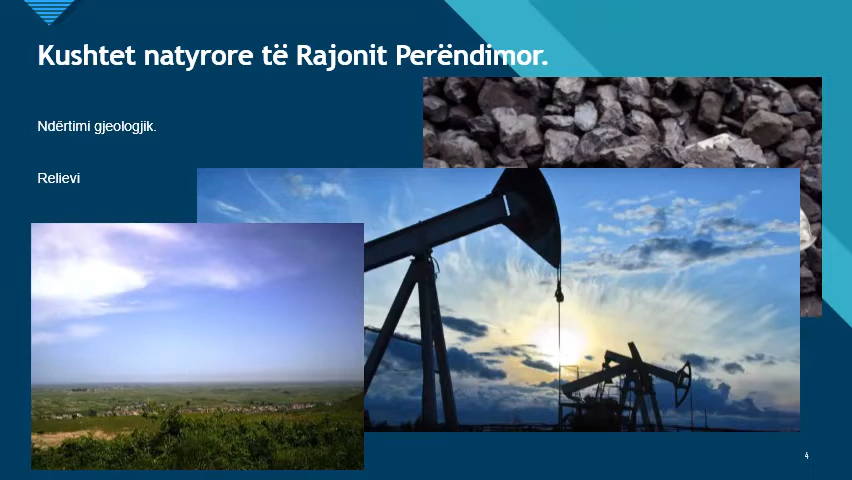 Kushtet natyrore të Rajonit Perëndimor.
Ndërtimi gjeologjik.
Relievi
4